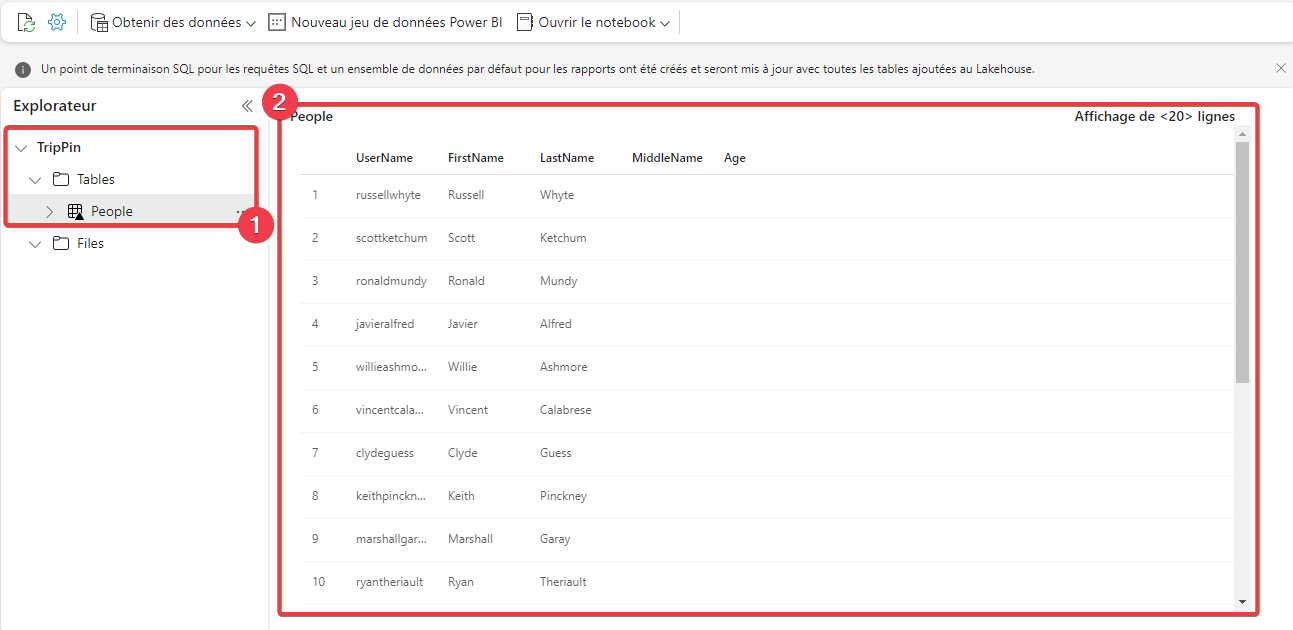 Obtenir des données Nouveau jeu de données Power BI Ouvrir le notebook
Un point de terminaison SQL pour les requêtes SQL et un ensemble de données par défaut pour les rapports ont été créés et seront mis à jour avec toutes les tables ajoutées au Lakehouse.
Explorateur
TripPin
Tables
People
1
Files
2
People Affichage de <20> lignes
UserName FirstName LastName MiddleName Age
1 russellwhyte Russell Whyte
2 scottketchum Scott Ketchum
3 ronaldmundy Ronald Mundy
4 javieralfred Javier Alfred
5 willieashmo... Willie Ashmore
6 vincentcala... Vincent Calabrese
7 clydeguess Clyde Guess
8 keithpinckn... Keith Pinckney
9 marshallgar... Marshall Garay
10 ryantheriault Ryan Theriault